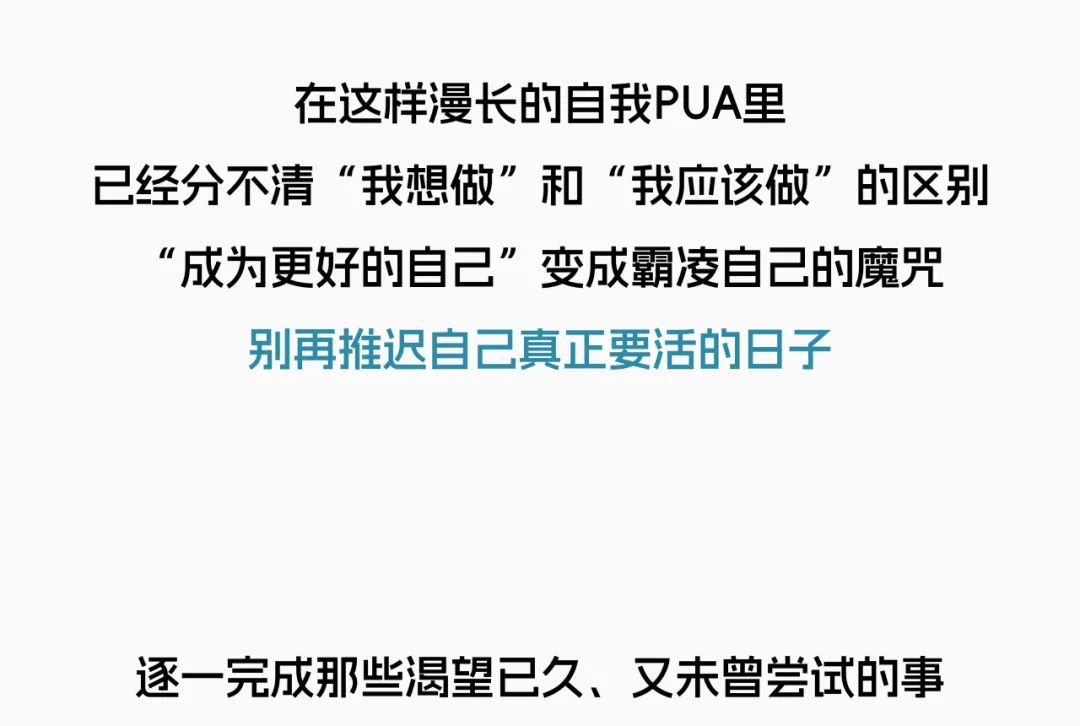 在这样漫长的自我PUA里
已经分不清“我想做”和“我应该做”的区别
“成为更好的自己”变成霸凌自己的魔咒
别再推迟自己真正要活的日子
逐一完成那些渴望已久、又未曾尝试的事